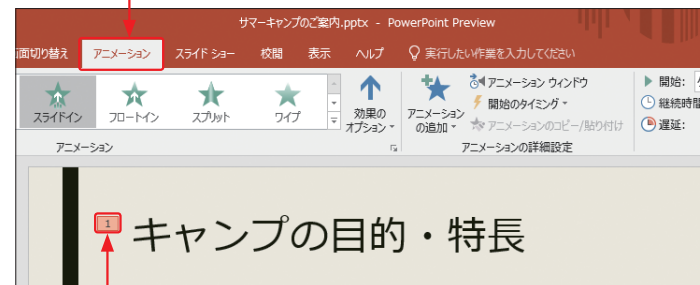 サマーキャンプのご案内.pptx - PowerPoint Preview
面切り替え アニメーション スライド ショー 校閲 表示 ヘルプ 実行したい作業を入力してください
スライドイン フロートイン スプリット ワイプ
効果の
オプション
アニメーション
の追加
アニメーション ウィンドウ
開始のタイミング
アニメーションのコピー/貼り付け
開始:
継続時間
遅延:
アニメーション アニメーションの詳細設定
1
キャンプの目的・特長